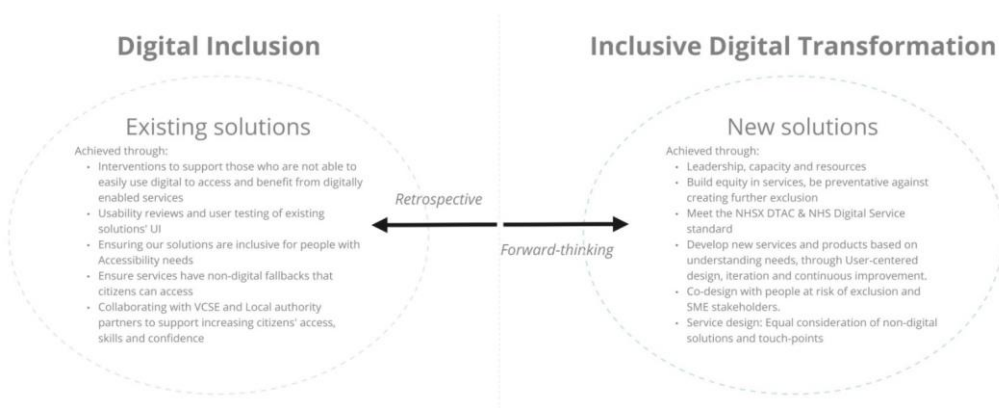 Digital Inclusion
Existing solutions
Achieved through:
• Interventions to support those who are not able to
easily use digital to access and benefit from digitally
enabled services
• Usability reviews and user testing of existing
solutions' UI
• Ensuring our solutions are inclusive for people with
Accessibility needs
• Ensure services have non-digital fallbacks that
citizens can access
• Collaborating with VCSE and Local authority
partners to support increasing citizens' access,
skills and confidence
Retrospective
Forward-thinking
Inclusive Digital Transformation
New solutions
Achieved through:
• Leadership, capacity and resources
• Build equity in services, be preventative against
creating further exclusion
• Meet the NHSX DTAC & NHS Digital Service
standard
• Develop new services and products based on
understanding needs, through User-centered
design, iteration and continuous improvement.
• Co-design with people at risk of exclusion and
SME stakeholders.
• Service design: Equal consideration of non-digital
solutions and touch-points